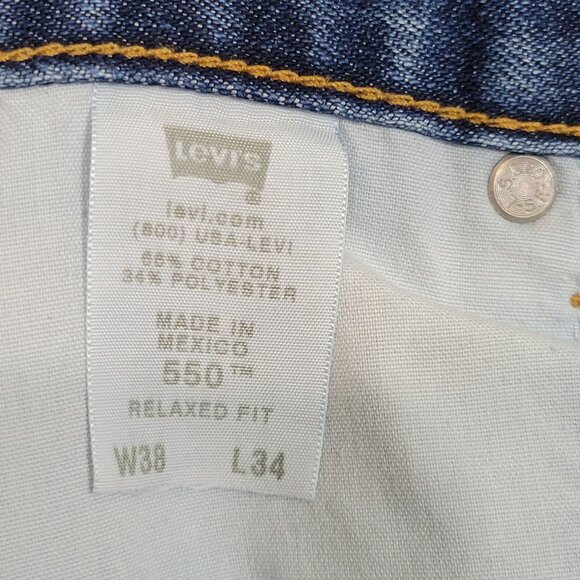 Levi's
®
levi.com
(800) USA-LEVI
66% COTTON
34% POLYESTER
MADE IN
MEXICO
550™
RELAXED FIT
W38 L34